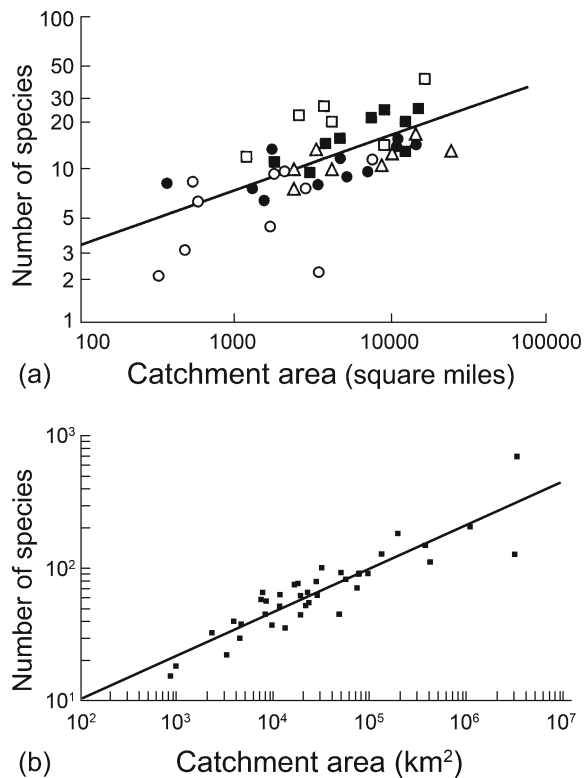 100
50
30
20
10
5
3
2
1
Number of species
100 1000 10000 100000
(a) Catchment area (square miles)
10³
10²
10¹
Number of species
10² 10³ 10⁴ 10⁵ 10⁶ 10⁷
(b) Catchment area (km²)